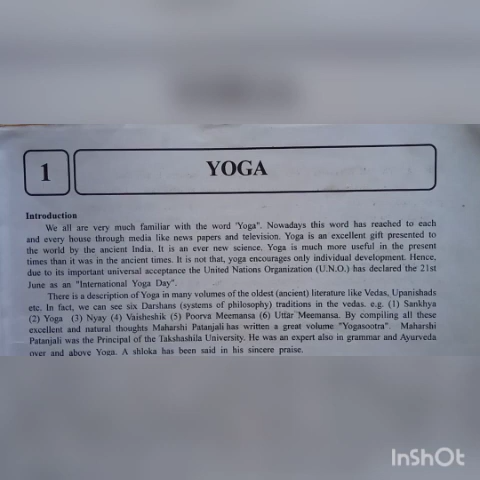 1
YOGA
Introduction
We all are very much familiar with the word "Yoga". Nowadays this word has reached to each
and every house through media like news papers and television. Yoga is an excellent gift presented to
the world by the ancient India. It is an ever new science. Yoga is much more useful in the present
times than it was in the ancient times. It is not that, yoga encourages only individual development. Hence,
due to its important universal acceptance the United Nations Organization (U.N.O.) has declared the 21st
June as an "International Yoga Day".
There is a description of Yoga in many volumes of the oldest (ancient) literature like Vedas, Upanishads
etc. In fact, we can see six Darshans (systems of philosophy) traditions in the vedas. e.g. (1) Sankhya
(2) Yoga (3) Nyay (4) Vaisheshik (5) Poorva Meemansa (6) Uttar Meemansa. By compiling all these
excellent and natural thoughts Maharshi Patanjali has written a great volume "Yogasootra". Maharshi
Patanjali was the Principal of the Takshashila University. He was an expert also in grammar and Ayurveda
over and above Yoga. A shloka has been said in his sincere praise.
InShOt